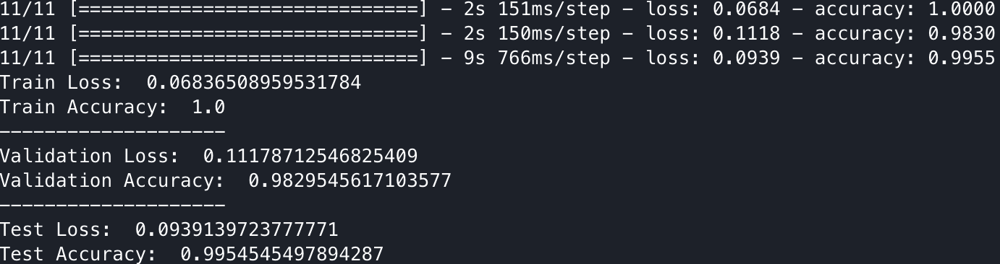 11/11 [==============================] - 2s 151ms/step - loss: 0.0684 - accuracy: 1.0000
11/11 [==============================] - 2s 150ms/step - loss: 0.1118 - accuracy: 0.9830
11/11 [==============================] - 9s 766ms/step - loss: 0.0939 - accuracy: 0.9955
Train Loss:  0.06836508959531784
Train Accuracy:  1.0
--------------------
Validation Loss:  0.11178712546825409
Validation Accuracy:  0.9829545617103577
--------------------
Test Loss:  0.0939139723777771
Test Accuracy:  0.9954545497894287